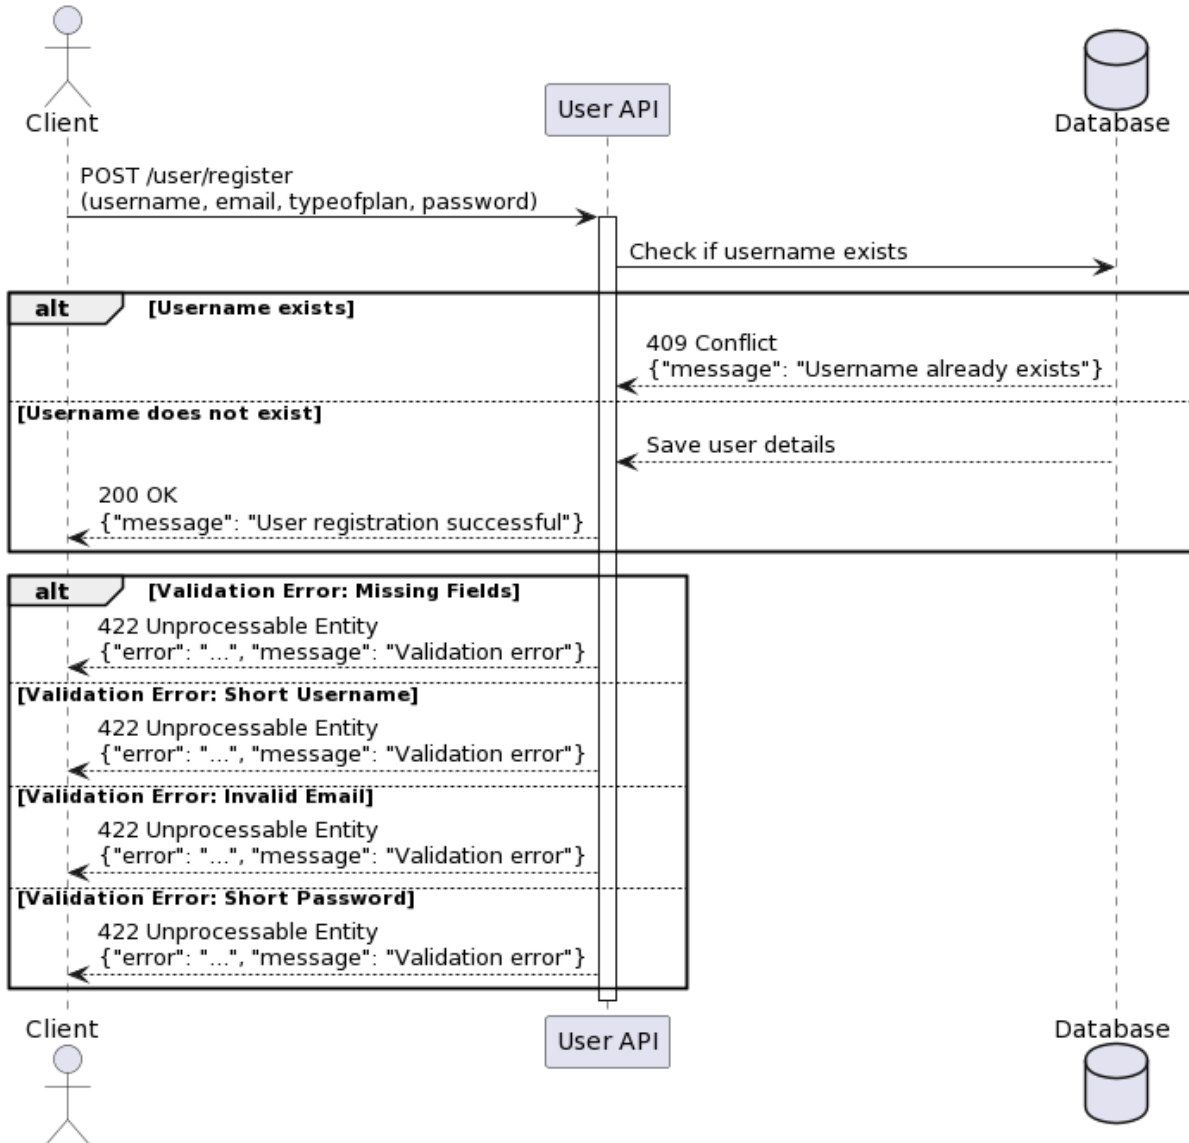 Client
User API
Database
POST /user/register
(username, email, typeofplan, password)
Check if username exists
alt [Username exists]
409 Conflict
{"message": "Username already exists"}
[Username does not exist]
Save user details
200 OK
{"message": "User registration successful"}
alt [Validation Error: Missing Fields]
422 Unprocessable Entity
{"error": "...", "message": "Validation error"}
[Validation Error: Short Username]
422 Unprocessable Entity
{"error": "...", "message": "Validation error"}
[Validation Error: Invalid Email]
422 Unprocessable Entity
{"error": "...", "message": "Validation error"}
[Validation Error: Short Password]
422 Unprocessable Entity
{"error": "...", "message": "Validation error"}
Client
User API
Database